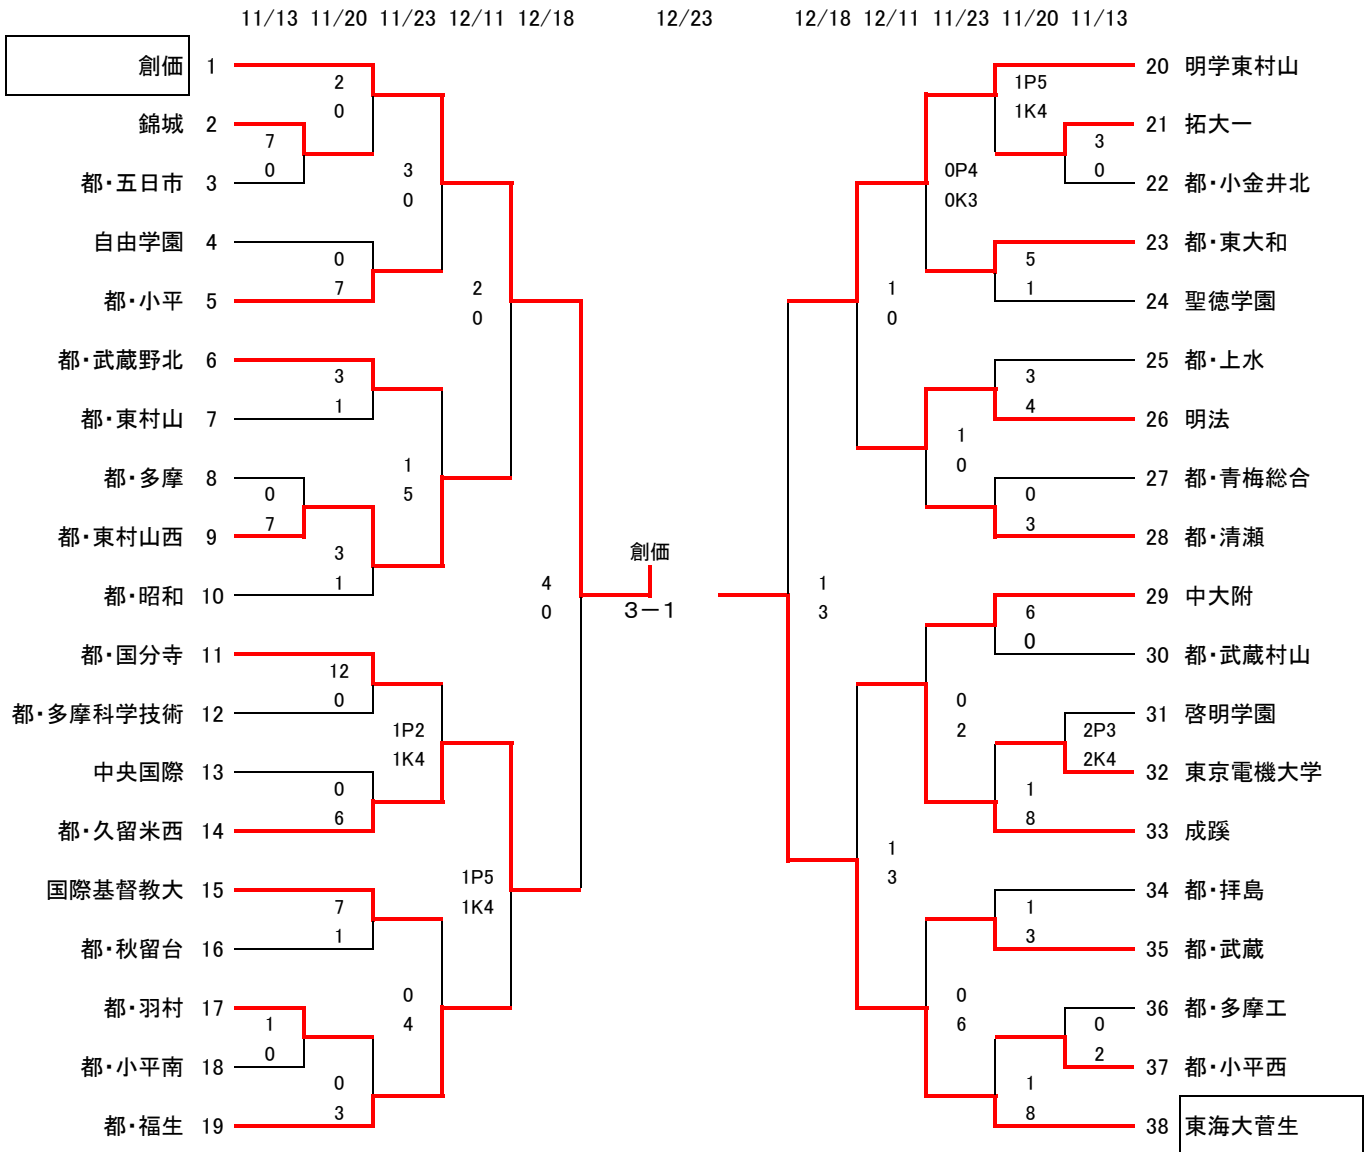 11/13 11/20 11/23 12/11 12/18 12/23 12/18 12/11 11/23 11/20 11/13
創価 1
錦城 2
都・五日市 3
自由学園 4
都・小平 5
都・武蔵野北 6
都・東村山 7
都・多摩 8
都・東村山西 9
都・昭和 10
都・国分寺 11
都・多摩科学技術 12
中央国際 13
都・久留米西 14
国際基督教大 15
都・秋留台 16
都・羽村 17
都・小平南 18
都・福生 19
7
0
0
7
1
0
2
0
0
7
3
1
3
1
12
0
0
6
7
1
0
3
3
0
1
5
1P2
1K4
0
4
2
0
1P5
1K4
4
0
創価
3－1
1
3
1
0
1
3
0P4
0K3
1
0
0
2
0
6
1P5
1K4
5
1
3
4
0
3
6
0
1
8
1
3
1
8
3
0
2P3
2K4
0
2
20 明学東村山
21 拓大一
22 都・小金井北
23 都・東大和
24 聖徳学園
25 都・上水
26 明法
27 都・青梅総合
28 都・清瀬
29 中大附
30 都・武蔵村山
31 啓明学園
32 東京電機大学
33 成蹊
34 都・拝島
35 都・武蔵
36 都・多摩工
37 都・小平西
38 東海大菅生